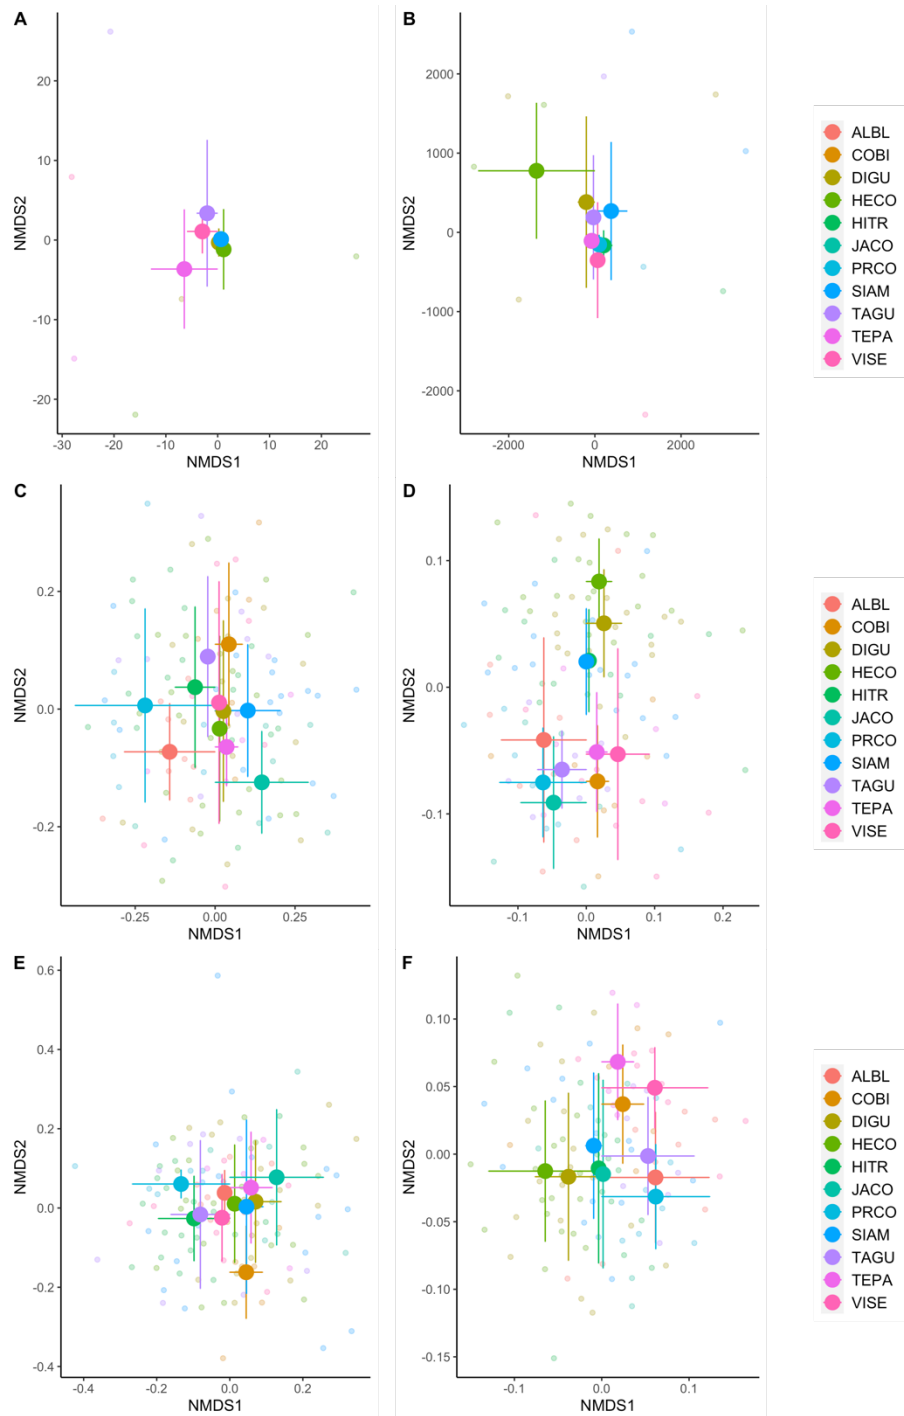 A
NMDS2
20
10
0
-10
-20
-30
-20
-10
0
10
20
NMDS1
B
NMDS2
2000
1000
0
-1000
-2000
-2000
0
2000
NMDS1
ALBL
COBI
DIGU
HECO
HITR
JACO
PRCO
SIAM
TAGU
TEPA
VISE
C
NMDS2
0.2
0.0
-0.2
-0.25
0.00
0.25
NMDS1
D
NMDS2
0.1
0.0
-0.1
-0.1
0.0
0.1
0.2
NMDS1
ALBL
COBI
DIGU
HECO
HITR
JACO
PRCO
SIAM
TAGU
TEPA
VISE
E
NMDS2
0.6
0.4
0.2
0.0
-0.2
-0.4
-0.4
-0.2
0.0
0.2
NMDS1
F
NMDS2
0.10
0.05
0.00
-0.05
-0.10
-0.15
-0.1
0.0
0.1
NMDS1
ALBL
COBI
DIGU
HECO
HITR
JACO
PRCO
SIAM
TAGU
TEPA
VISE